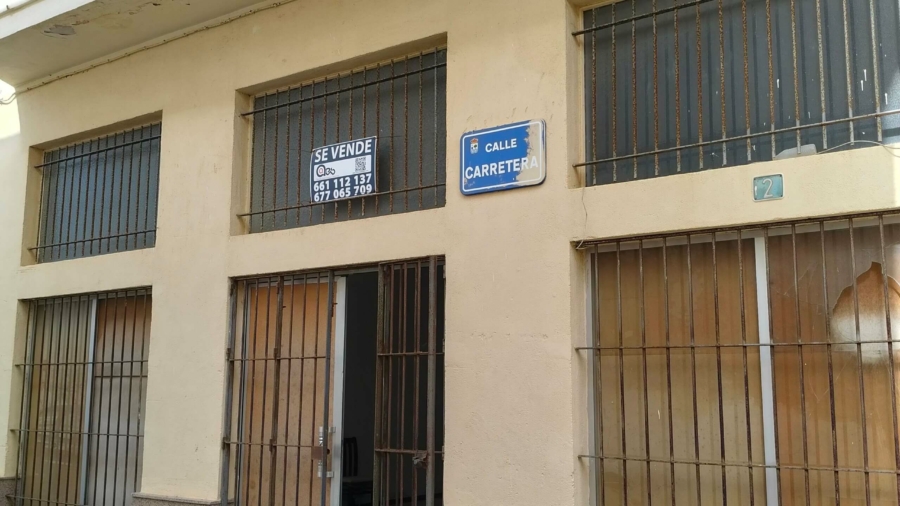 SE VENDE
661 112 137
677 065 709
CALLE
CARRETERA
2